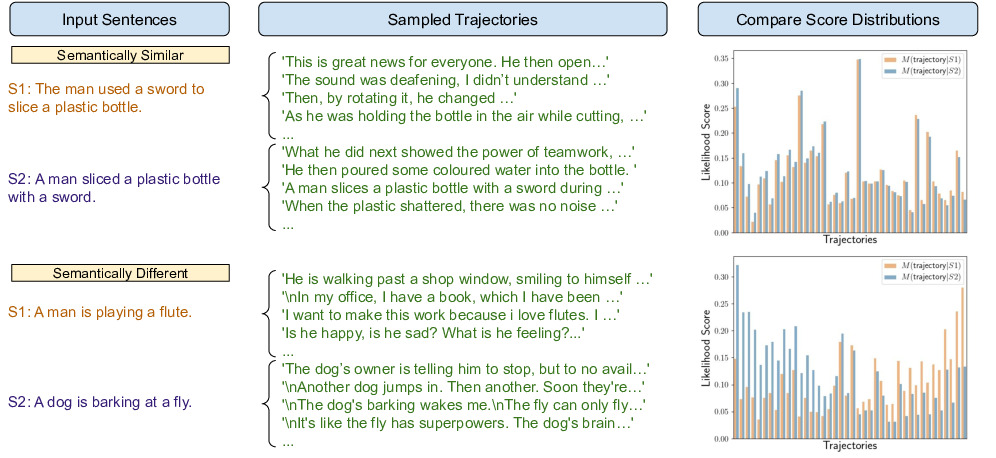 Input Sentences
Sampled Trajectories
Compare Score Distributions
Semantically Similar
S1: The man used a sword to
slice a plastic bottle.
'This is great news for everyone. He then open…'
'The sound was deafening, I didn't understand …'
'Then, by rotating it, he changed …'
'As he was holding the bottle in the air while cutting, …'
...
S2: A man sliced a plastic bottle
with a sword.
'What he did next showed the power of teamwork, …'
'He then poured some coloured water into the bottle. '
'A man slices a plastic bottle with a sword during …'
'When the plastic shattered, there was no noise …'
...
Likelihood Score
0.35
0.30
0.25
0.20
0.15
0.10
0.05
0.00
M(trajectory|S1)
M(trajectory|S2)
Trajectories
Semantically Different
S1: A man is playing a flute.
'He is walking past a shop window, smiling to himself …'
'\nIn my office, I have a book, which I have been …'
'I want to make this work because i love flutes. I …'
'Is he happy, is he sad? What is he feeling?...'
...
S2: A dog is barking at a fly.
'The dog's owner is telling him to stop, but to no avail…'
'\nAnother dog jumps in. Then another. Soon they're…'
'\nThe dog's barking wakes me.\nThe fly can only fly…'
'\nIt's like the fly has superpowers. The dog's brain…'
...
Likelihood Score
0.30
0.25
0.20
0.15
0.10
0.05
0.00
M(trajectory|S1)
M(trajectory|S2)
Trajectories